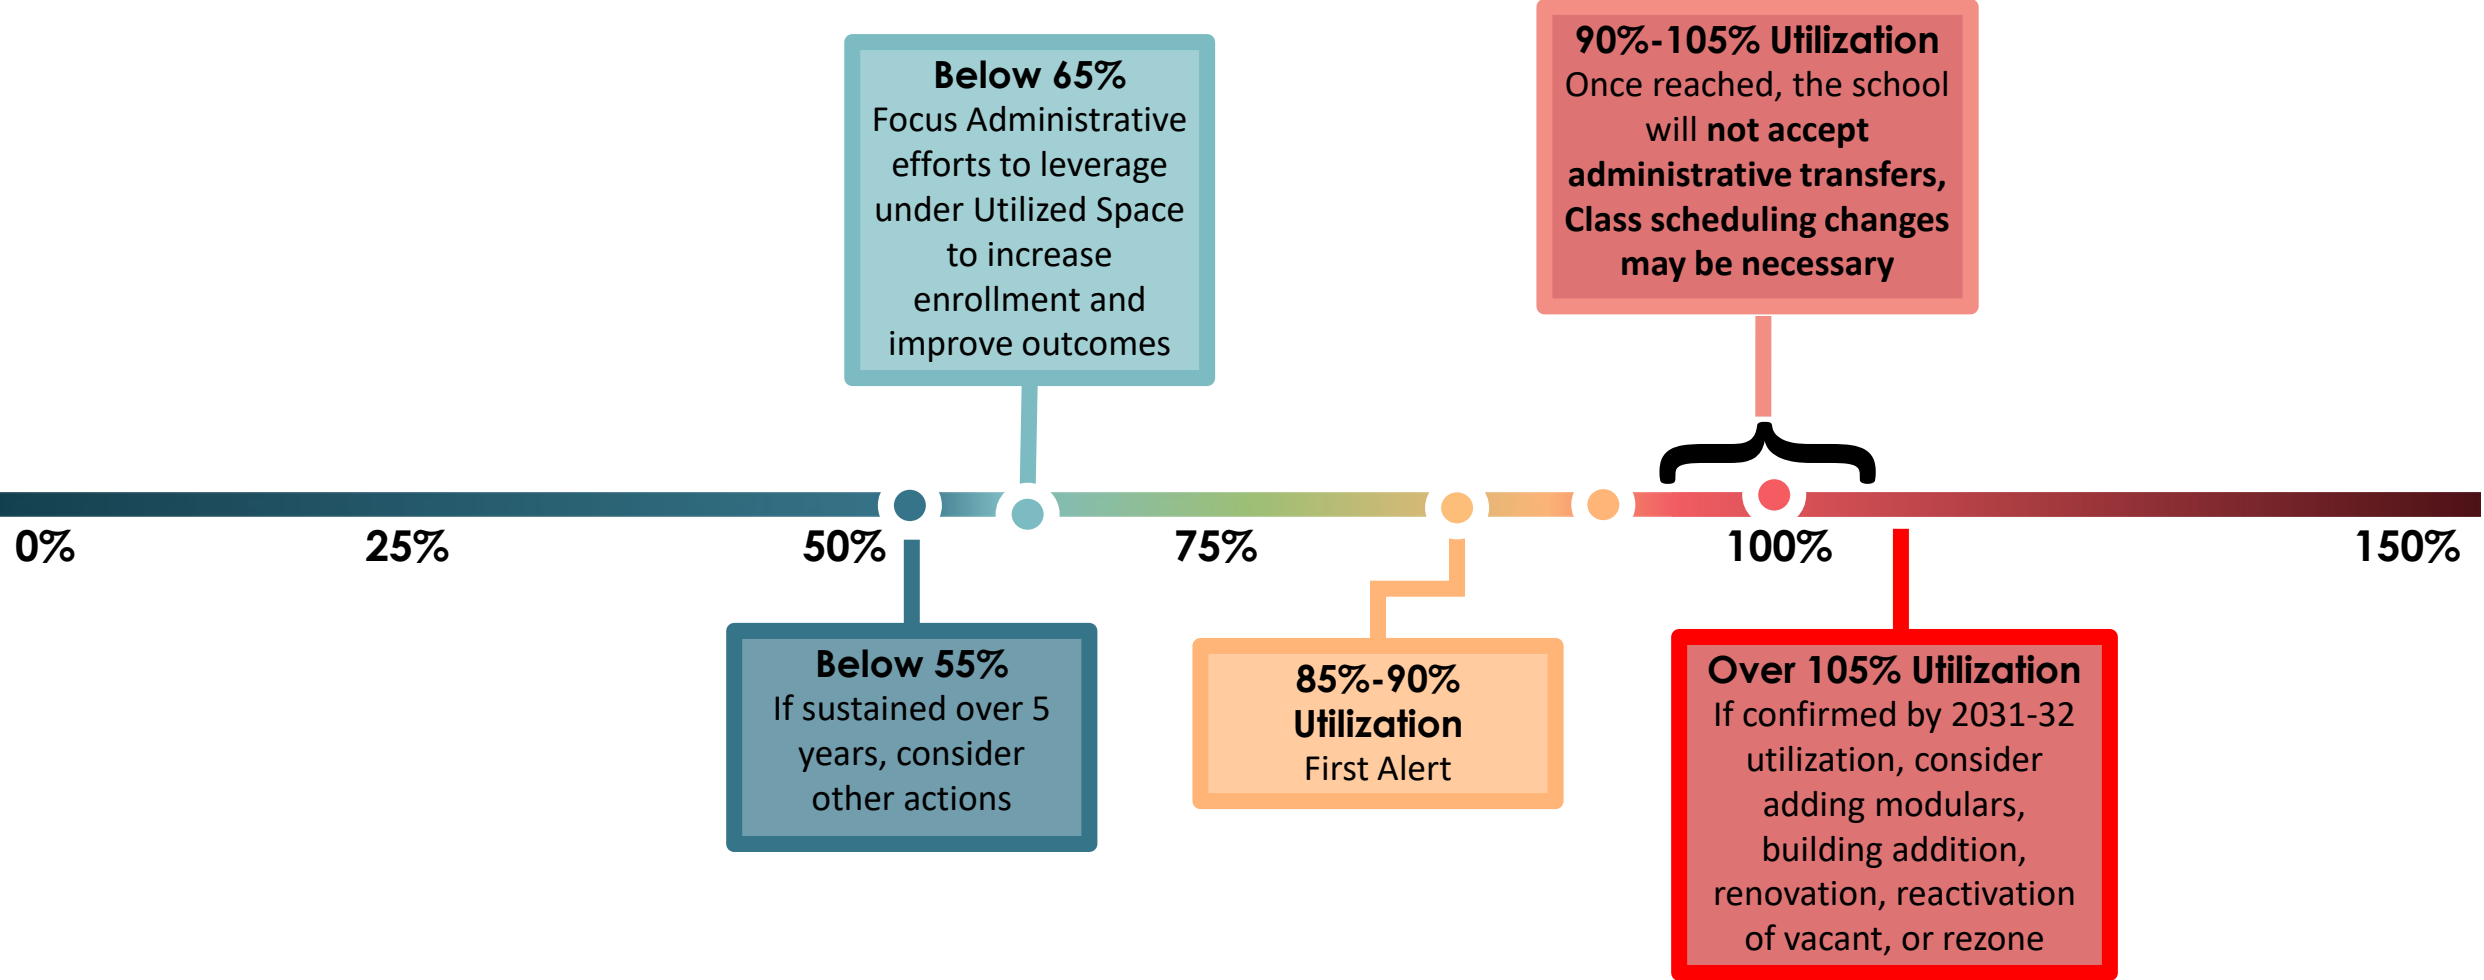 Below 65%
Focus Administrative
efforts to leverage
under Utilized Space
to increase
enrollment and
improve outcomes
90%-105% Utilization
Once reached, the school
will not accept
administrative transfers,
Class scheduling changes
may be necessary
0%
25%
50%
75%
100%
150%
Below 55%
If sustained over 5
years, consider
other actions
85%-90%
Utilization
First Alert
Over 105% Utilization
If confirmed by 2031-32
utilization, consider
adding modulars,
building addition,
renovation, reactivation
of vacant, or rezone